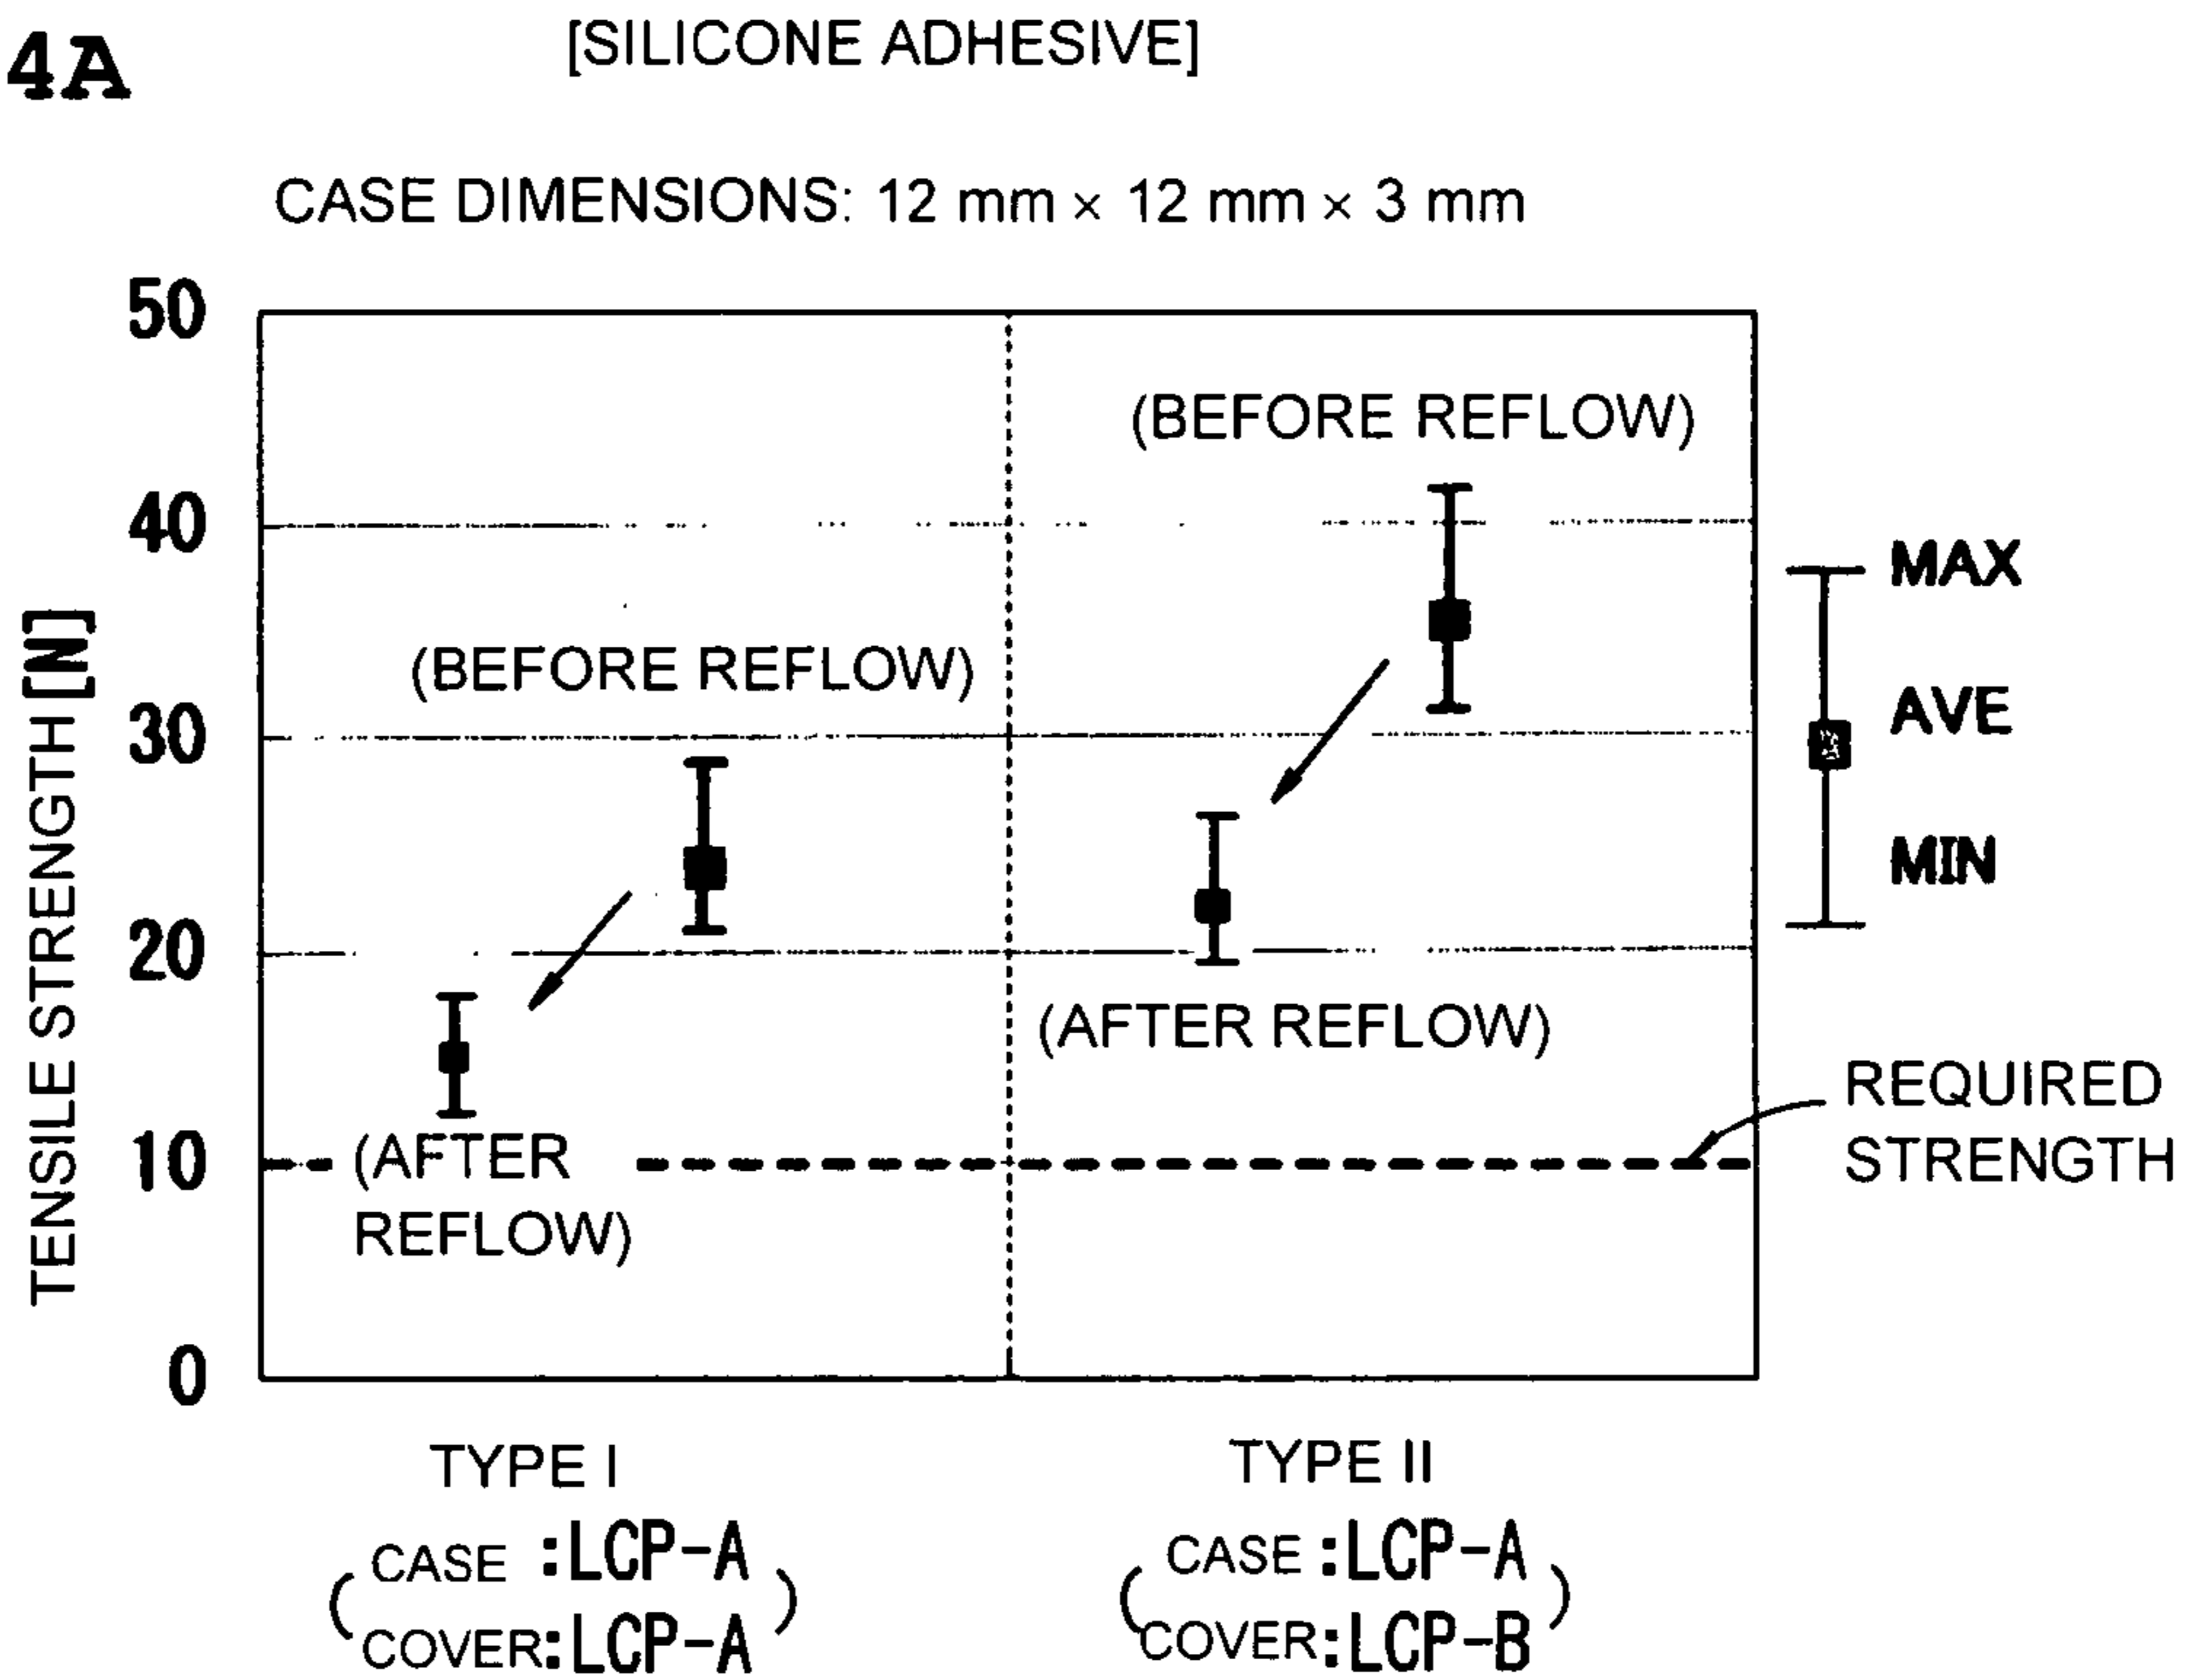 4A
[SILICONE ADHESIVE]
CASE DIMENSIONS: 12 mm × 12 mm × 3 mm
TENSILE STRENGTH [N]
50
40
30
20
10
0
(BEFORE REFLOW)
(AFTER
REFLOW)
(BEFORE REFLOW)
(AFTER REFLOW)
MAX
AVE
MIN
REQUIRED
STRENGTH
TYPE I
(CASE :LCP-A
COVER:LCP-A)
TYPE II
(CASE :LCP-A
COVER:LCP-B)